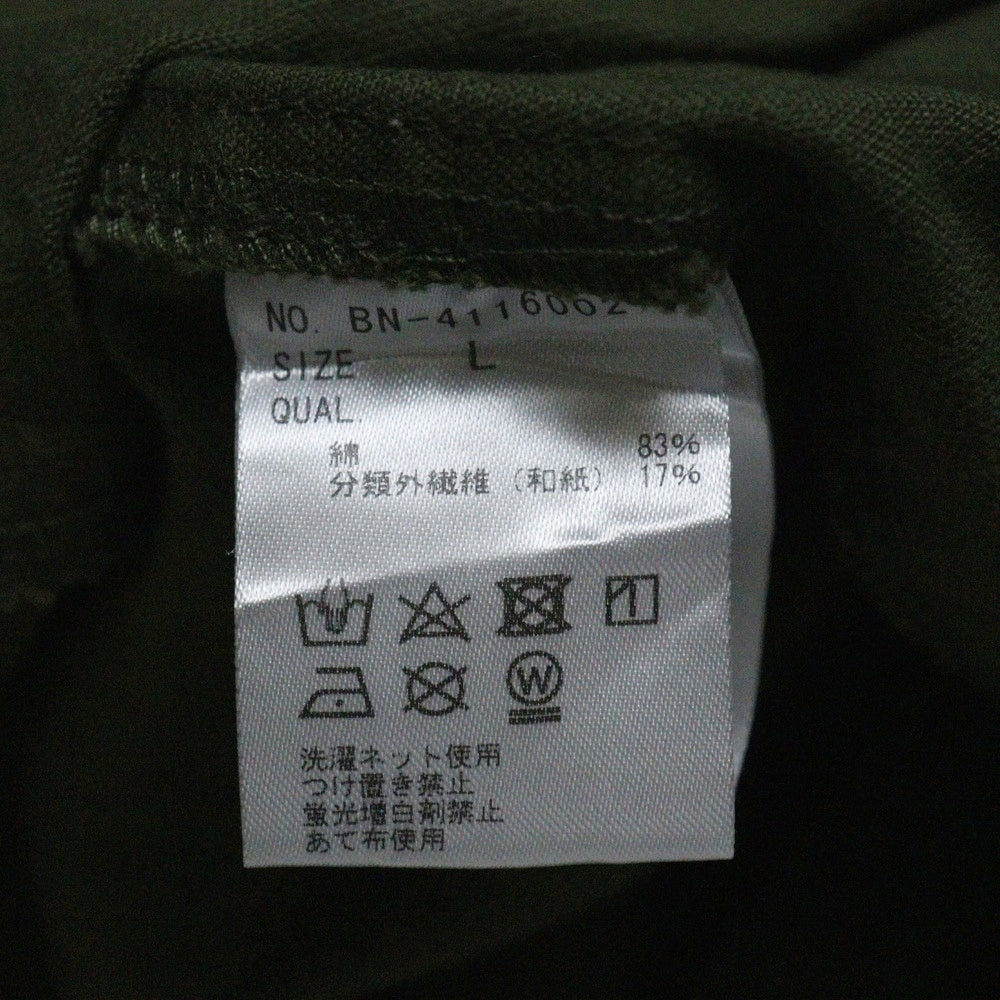 NO. BN-4116002
SIZE L
QUAL.
綿 83%
分類外繊維（和紙） 17%
W
洗濯ネット使用
つけ置き禁止
蛍光増白剤禁止
あて布使用